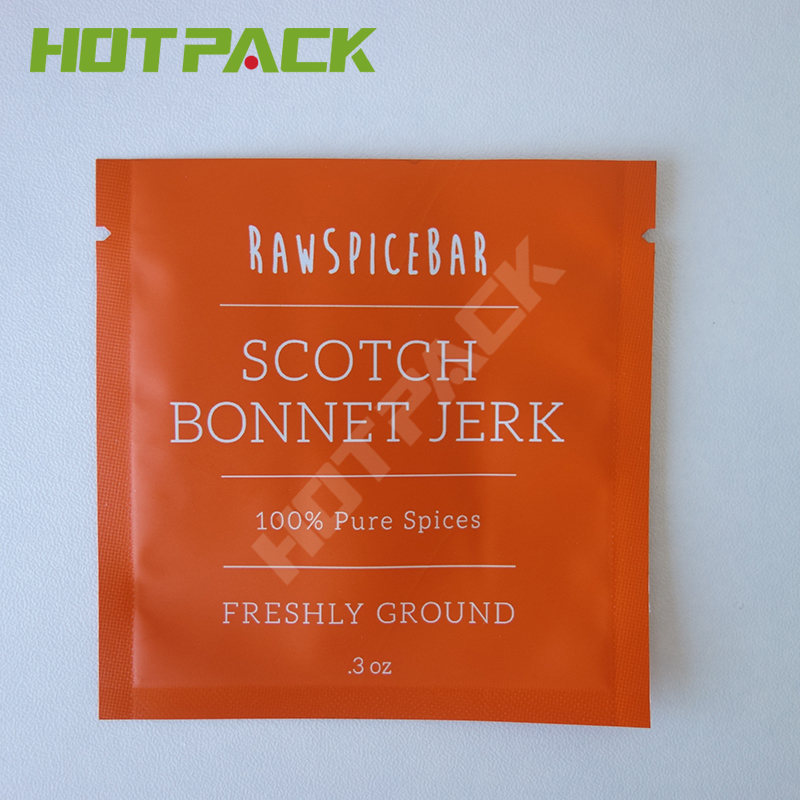 HOTPACK
RAWSPICEBAR
SCOTCH
BONNET JERK
100% Pure Spices
FRESHLY GROUND
.3 oz
HOTPACK